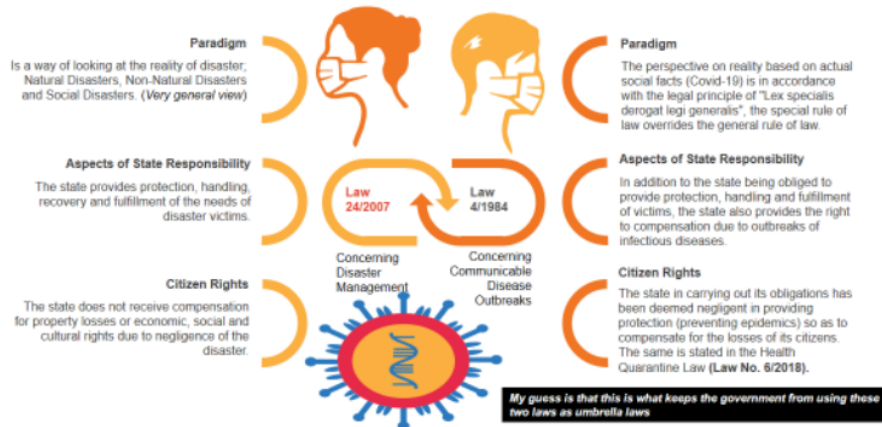 Paradigm
Is a way of looking at the reality of disaster;
Natural Disasters, Non-Natural Disasters
and Social Disasters. (Very general view)
Aspects of State Responsibility
The state provides protection, handling,
recovery and fulfillment of the needs of
disaster victims.
Citizen Rights
The state does not receive compensation
for property losses or economic, social and
cultural rights due to negligence of the
disaster.
Law
24/2007
Concerning
Disaster
Management
Law
4/1984
Concerning
Communicable
Disease
Outbreaks
Paradigm
The perspective on reality based on actual
social facts (Covid-19) is in accordance
with the legal principle of "Lex specialis
derogat legi generalis", the special rule of
law overrides the general rule of law.
Aspects of State Responsibility
In addition to the state being obliged to
provide protection, handling and fulfillment
of victims, the state also provides the right
to compensation due to outbreaks of
infectious diseases.
Citizen Rights
The state in carrying out its obligations has
been deemed negligent in providing
protection (preventing epidemics) so as to
compensate for the losses of its citizens.
The same is stated in the Health
Quarantine Law (Law No. 6/2018).
My guess is that this is what keeps the government from using these
two laws as umbrella laws